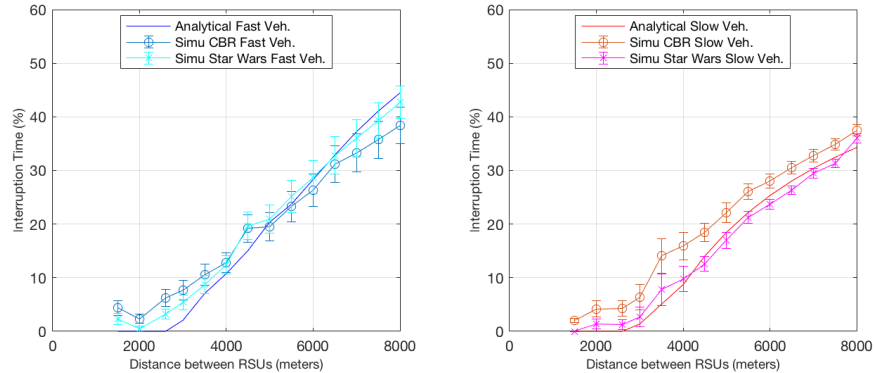 60
50
40
30
20
10
0
Interruption Time (%)
Analytical Fast Veh.
Simu CBR Fast Veh.
Simu Star Wars Fast Veh.
0 2000 4000 6000 8000
Distance between RSUs (meters)
60
50
40
30
20
10
0
Interruption Time (%)
Analytical Slow Veh.
Simu CBR Slow Veh.
Simu Star Wars Slow Veh.
0 2000 4000 6000 8000
Distance between RSUs (meters)